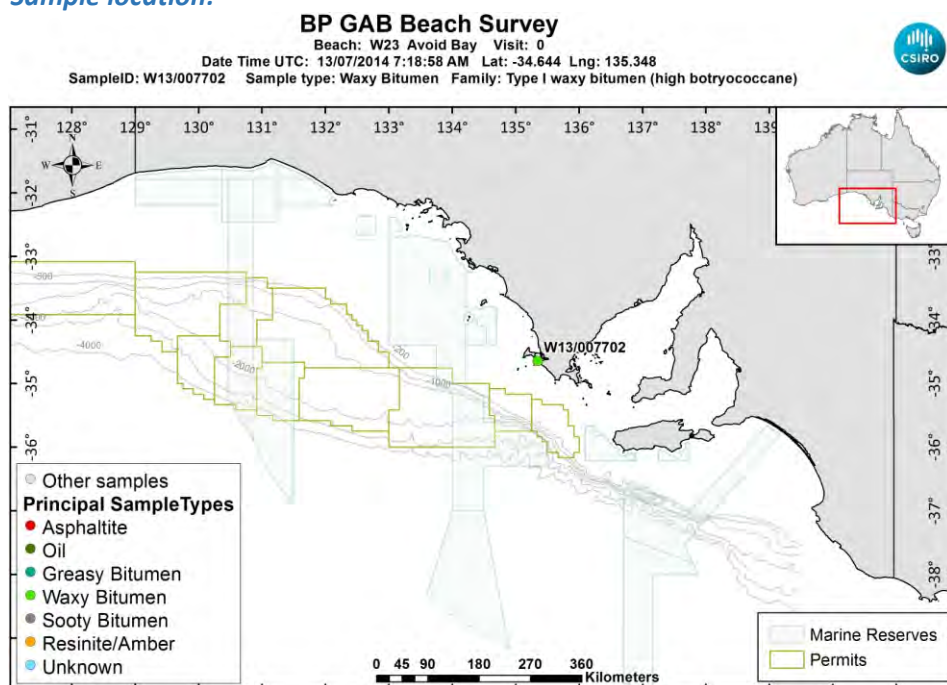 Sample location:
BP GAB Beach Survey
Beach: W23 Avoid Bay Visit: 0
Date Time UTC: 13/07/2014 7:18:58 AM Lat: -34.644 Lng: 135.348
SampleID: W13/007702 Sample type: Waxy Bitumen Family: Type I waxy bitumen (high botryococcane)
CSIRO
128° 129° 130° 131° 132° 133° 134° 135° 136° 137° 138° 139
-31°
-32°
-33°
-34°
-35°
-36°
-37°
-38°
-33°
-34°
-35°
-36°
-37°
-38°
N
W E
S
-4000
-2000
-200
-1000
W13/007702
Other samples
Principal SampleTypes
Asphaltite
Oil
Greasy Bitumen
Waxy Bitumen
Sooty Bitumen
Resinite/Amber
Unknown
0 45 90 180 270 360
Kilometers
Marine Reserves
Permits